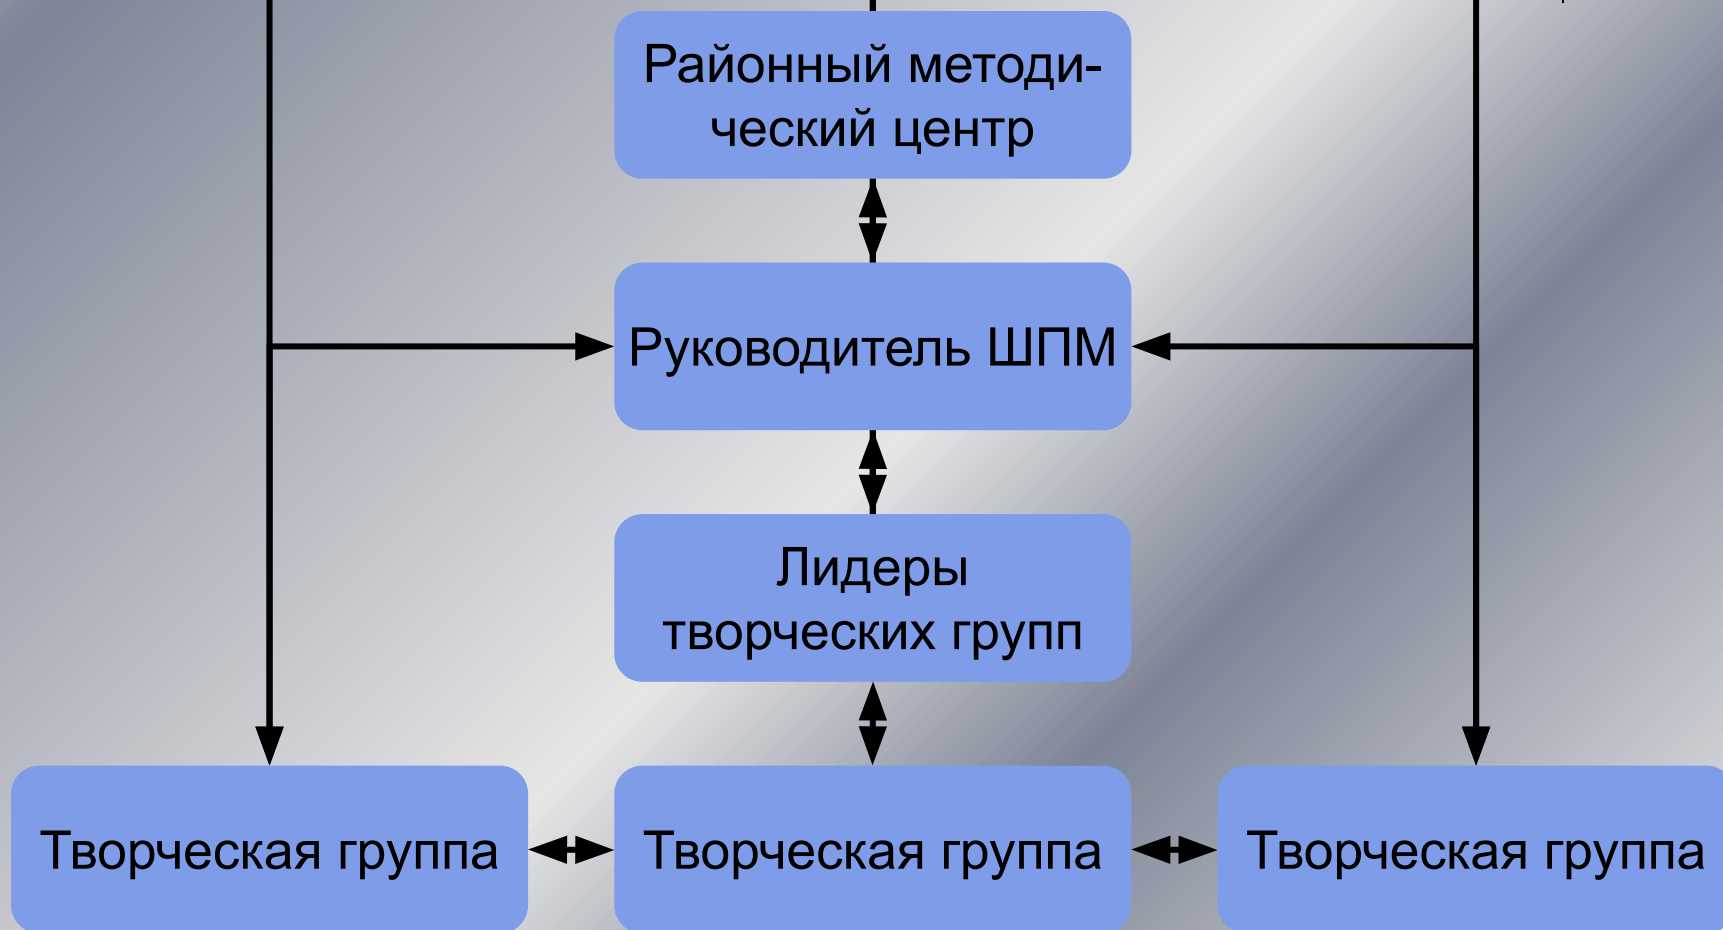 Районный методи-
ческий центр
Руководитель ШПМ
Лидеры
творческих групп
Творческая группа
Творческая группа
Творческая группа